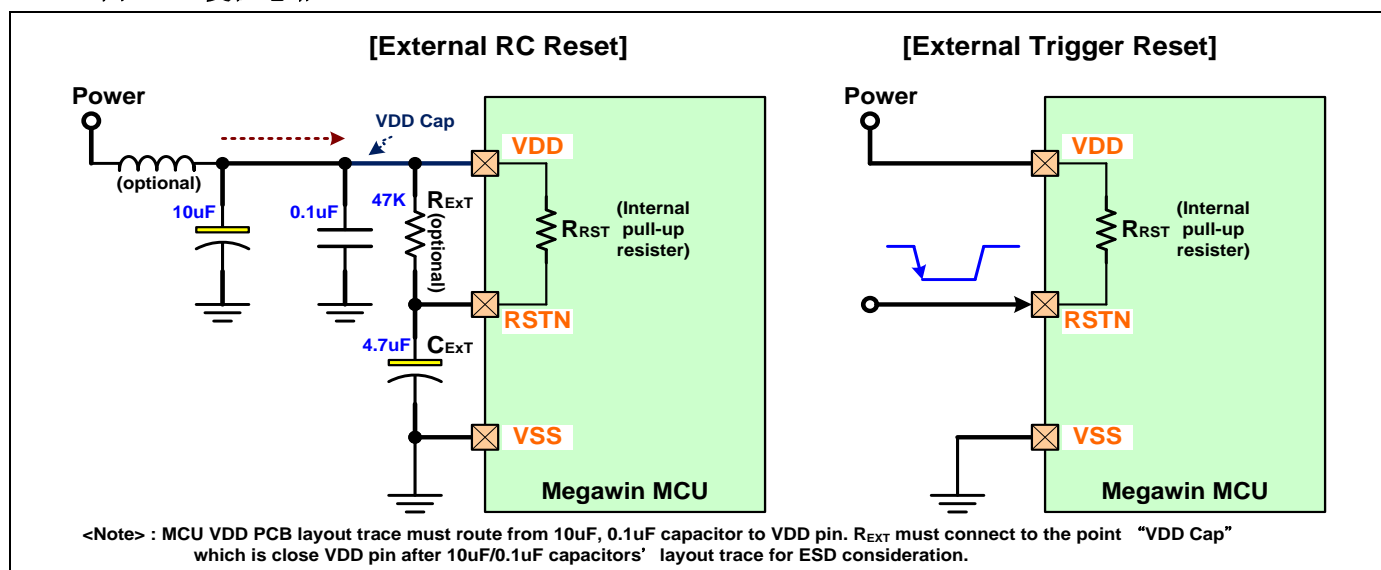 [External RC Reset]
[External Trigger Reset]
Power
VDD Cap
VDD
(optional)
10uF
0.1uF
47K
REXT
(optional)
RRST
(Internal
pull-up
resister)
RSTN
4.7uF
CEXT
VSS
Megawin MCU
Power
VDD
RRST
(Internal
pull-up
resister)
RSTN
VSS
Megawin MCU
<Note> : MCU VDD PCB layout trace must route from 10uF, 0.1uF capacitor to VDD pin. REXT must connect to the point “VDD Cap”
which is close VDD pin after 10uF/0.1uF capacitors’ layout trace for ESD consideration.